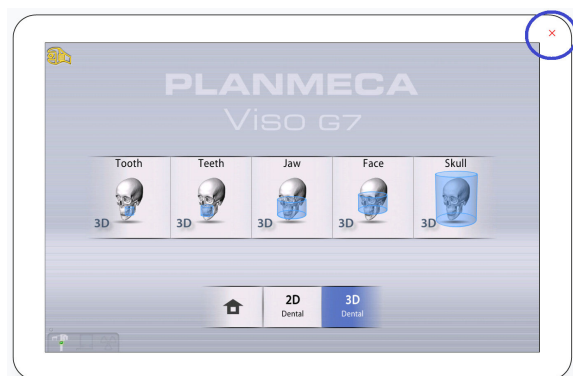 PLANMECA
Viso G7
Tooth
Teeth
Jaw
Face
Skull
3D
3D
3D
3D
3D
2D
Dental
3D
Dental